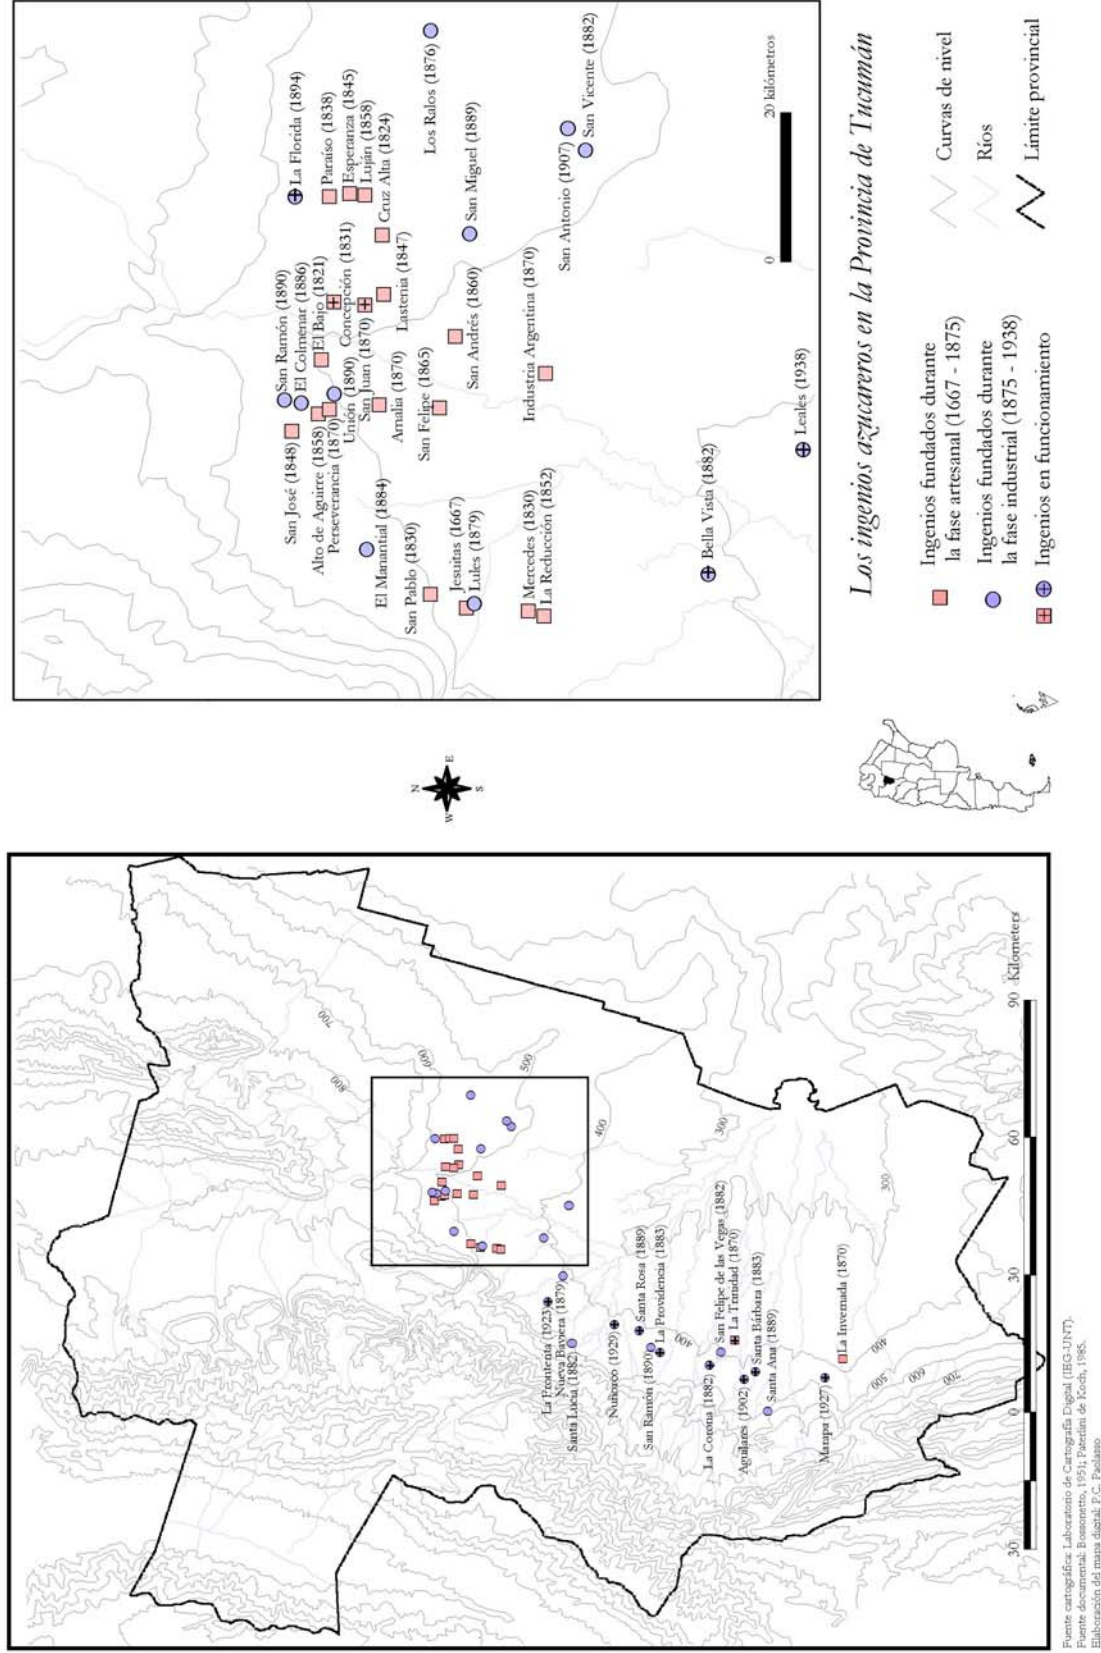 La Florida (1894)
Paraíso (1838)
Esperanza (1845)
Luján (1858)
Cruz Alta (1824)
Los Ralos (1876)
San Miguel (1889)
San Antonio (1907)
San Vicente (1882)
San Ramón (1890)
El Colmenar (1886)
El Bajo (1821)
Concepción (1831)
Lastenia (1847)
San José (1848)
Alto de Aguirre (1858)
Perseverancia (1870)
Unión (1890)
San Juan (1870)
Amalia (1870)
San Felipe (1865)
San Andrés (1860)
Industria Argentina (1870)
El Manantial (1884)
San Pablo (1830)
Jesuitas (1667)
Lules (1879)
Mercedes (1830)
La Reducción (1852)
Bella Vista (1882)
Leales (1938)
0
20 kilómetros
Los ingenios azucareros en la Provincia de Tucumán
Ingenios fundados durante
la fase artesanal (1667 - 1875)
Ingenios fundados durante
la fase industrial (1875 - 1938)
Ingenios en funcionamiento
Curvas de nivel
Ríos
Límite provincial
N
E
S
W
700
800
600
500
400
300
300
400
400
500
600
700
La Frontenta (1923)
Nueva Baviera (1879)
Santa Lucía (1882)
Ñuñorco (1929)
Santa Rosa (1889)
San Ramón (1890)
La Providencia (1883)
San Felipe de las Vegas (1882)
La Trinidad (1870)
La Corona (1882)
Santa Bárbara (1883)
Aguilares (1902)
Santa Ana (1889)
Marapa (1927)
La Invernada (1870)
30
0
30
60
90 Kilometers
Fuente cartográfica: Laboratorio de Cartografía Digital (IEG-UNT).
Fuente documental: Bossonetto, 1951; Paterlini de Koch, 1985.
Elaboración del mapa digital: P.C. Paolasso